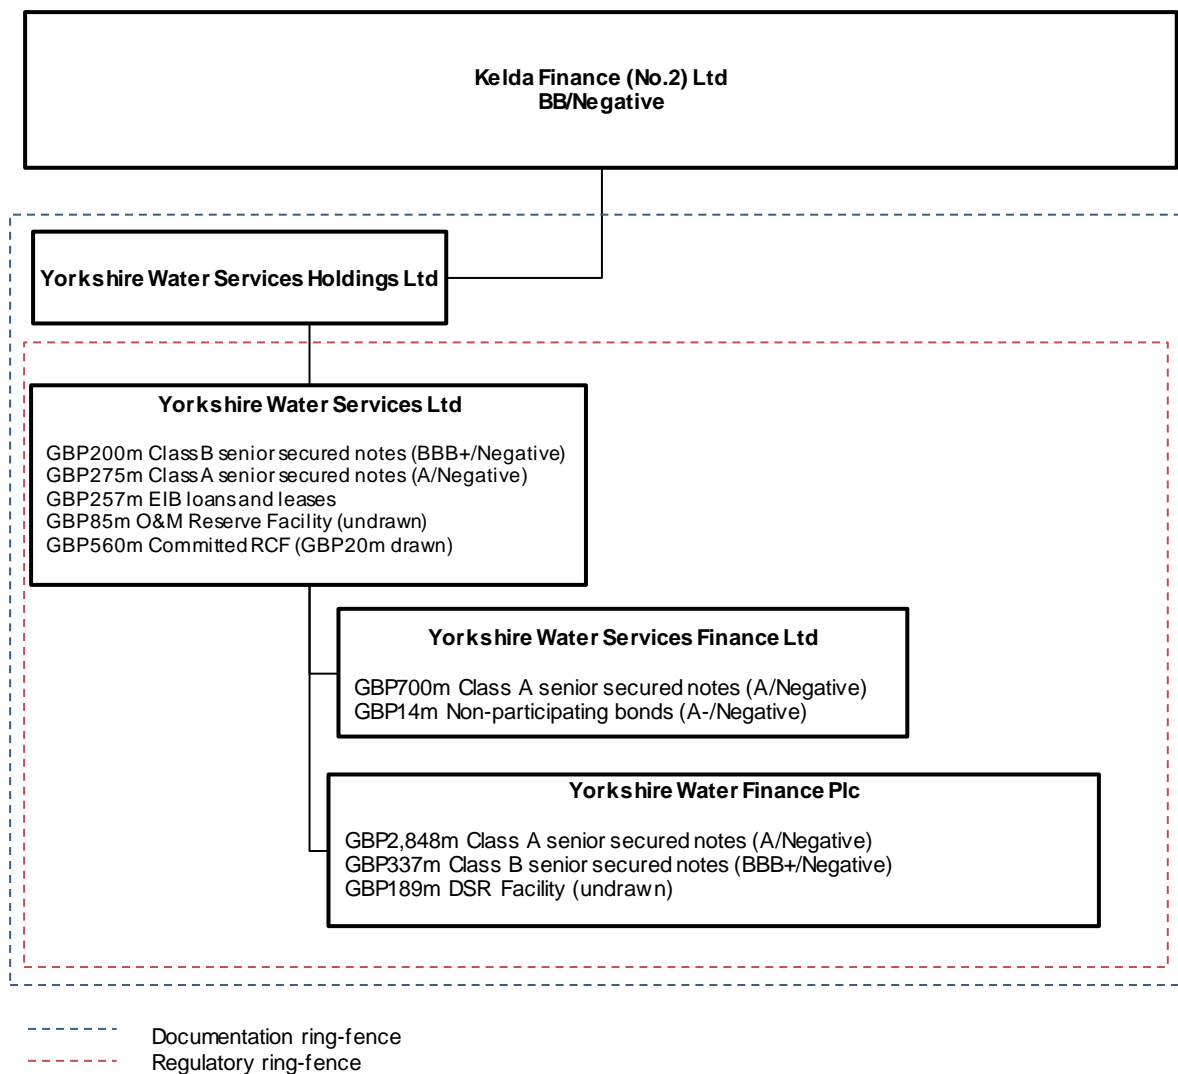 Kelda Finance (No.2) Ltd
BB/Negative
Yorkshire Water Services Holdings Ltd
Yorkshire Water Services Ltd
GBP200m Class B senior secured notes (BBB+/Negative)
GBP275m Class A senior secured notes (A/Negative)
GBP257m EIB loans and leases
GBP85m O&M Reserve Facility (undrawn)
GBP560m Committed RCF (GBP20m drawn)
Yorkshire Water Services Finance Ltd
GBP700m Class A senior secured notes (A/Negative)
GBP14m Non-participating bonds (A-/Negative)
Yorkshire Water Finance Plc
GBP2,848m Class A senior secured notes (A/Negative)
GBP337m Class B senior secured notes (BBB+/Negative)
GBP189m DSR Facility (undrawn)
Documentation ring-fence
Regulatory ring-fence